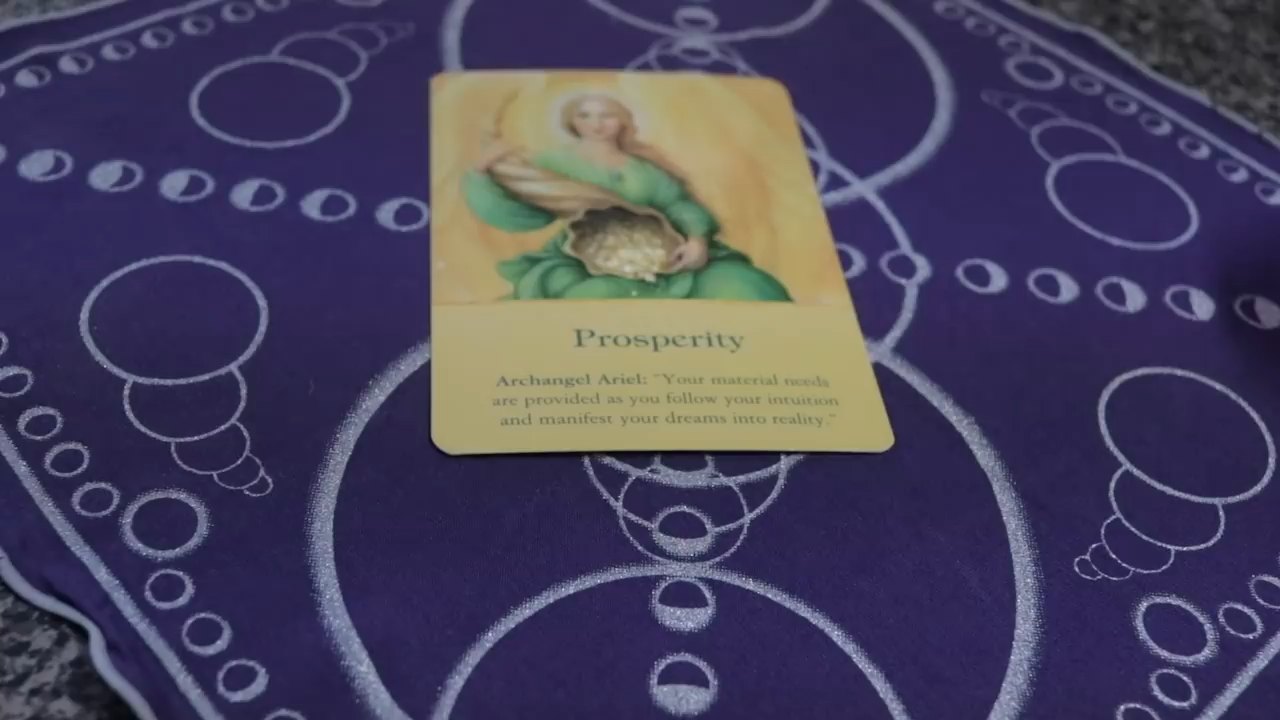 Prosperity
Archangel Ariel: "Your material needs
are provided as you follow your intuition
and manifest your dreams into reality."